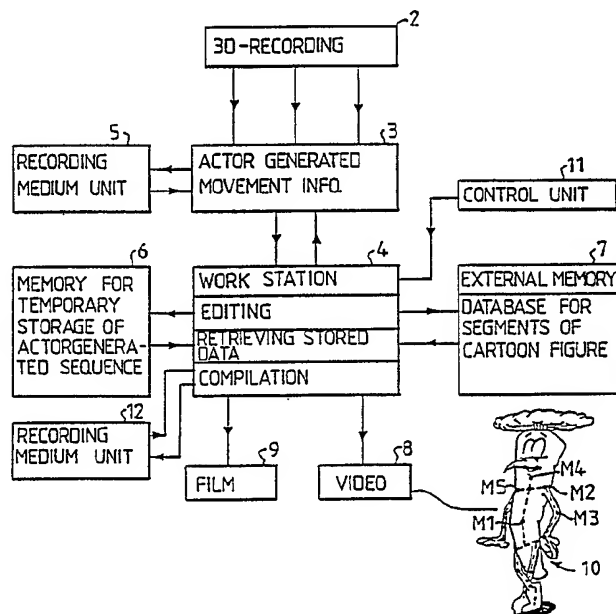 2
3D-RECORDING
5
RECORDING
MEDIUM UNIT
3
ACTOR GENERATED
MOVEMENT INFO.
11
CONTROL UNIT
6
MEMORY FOR
TEMPORARY
STORAGE OF
ACTORGENERA-
TED SEQUENCE
4
WORK STATION
EDITING
RETRIEVING STORED
DATA
COMPILATION
7
EXTERNAL MEMORY
DATABASE FOR
SEGMENTS OF
CARTOON FIGURE
12
RECORDING
MEDIUM UNIT
9
FILM
8
VIDEO
M4
M5
M2
M1
M3
10